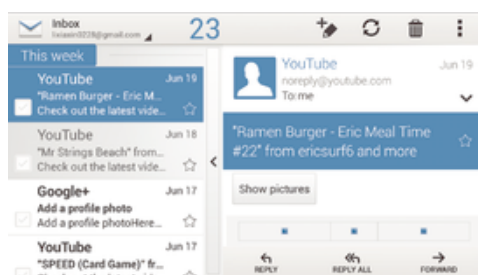 Inbox
23
This week
YouTube Jun 19
"Ramen Burger - Eric M...
Check out the latest vide...
YouTube Jun 18
"Mr Strings Beach" from...
Check out the latest vide...
Google+ Jun 17
Add a profile photo
Add a profile photoHere...
YouTube Jun 17
"SPEED (Card Game)" fr...
YouTube Jun 19
noreply@youtube.com
To: me
"Ramen Burger - Eric Meal Time
#22" from ericsurf6 and more
Show pictures
REPLY REPLY ALL FORWARD